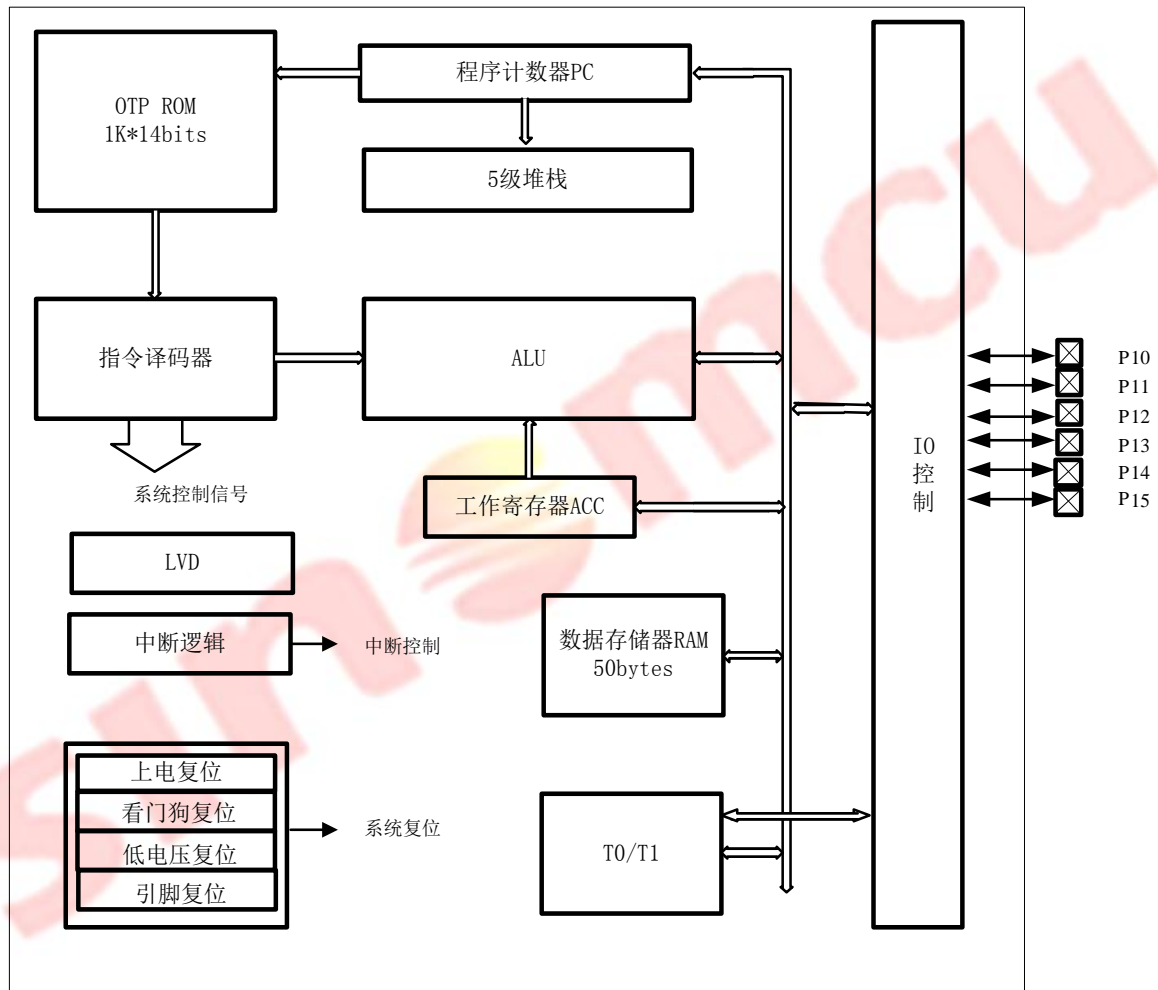 OTP ROM
1K*14bits
程序计数器PC
5级堆栈
指令译码器
ALU
系统控制信号
工作寄存器ACC
LVD
中断逻辑
中断控制
数据存储器RAM
50bytes
上电复位
看门狗复位
低电压复位
引脚复位
系统复位
T0/T1
IO
控
制
P10
P11
P12
P13
P14
P15
sinomcu